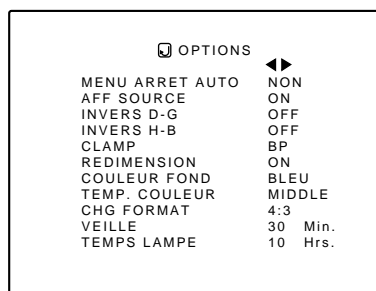 OPTIONS
MENU ARRET AUTO NON
AFF SOURCE ON
INVERS D-G OFF
INVERS H-B OFF
CLAMP BP
REDIMENSION ON
COULEUR FOND BLEU
TEMP. COULEUR MIDDLE
CHG FORMAT 4:3
VEILLE 30 Min.
TEMPS LAMPE 10 Hrs.